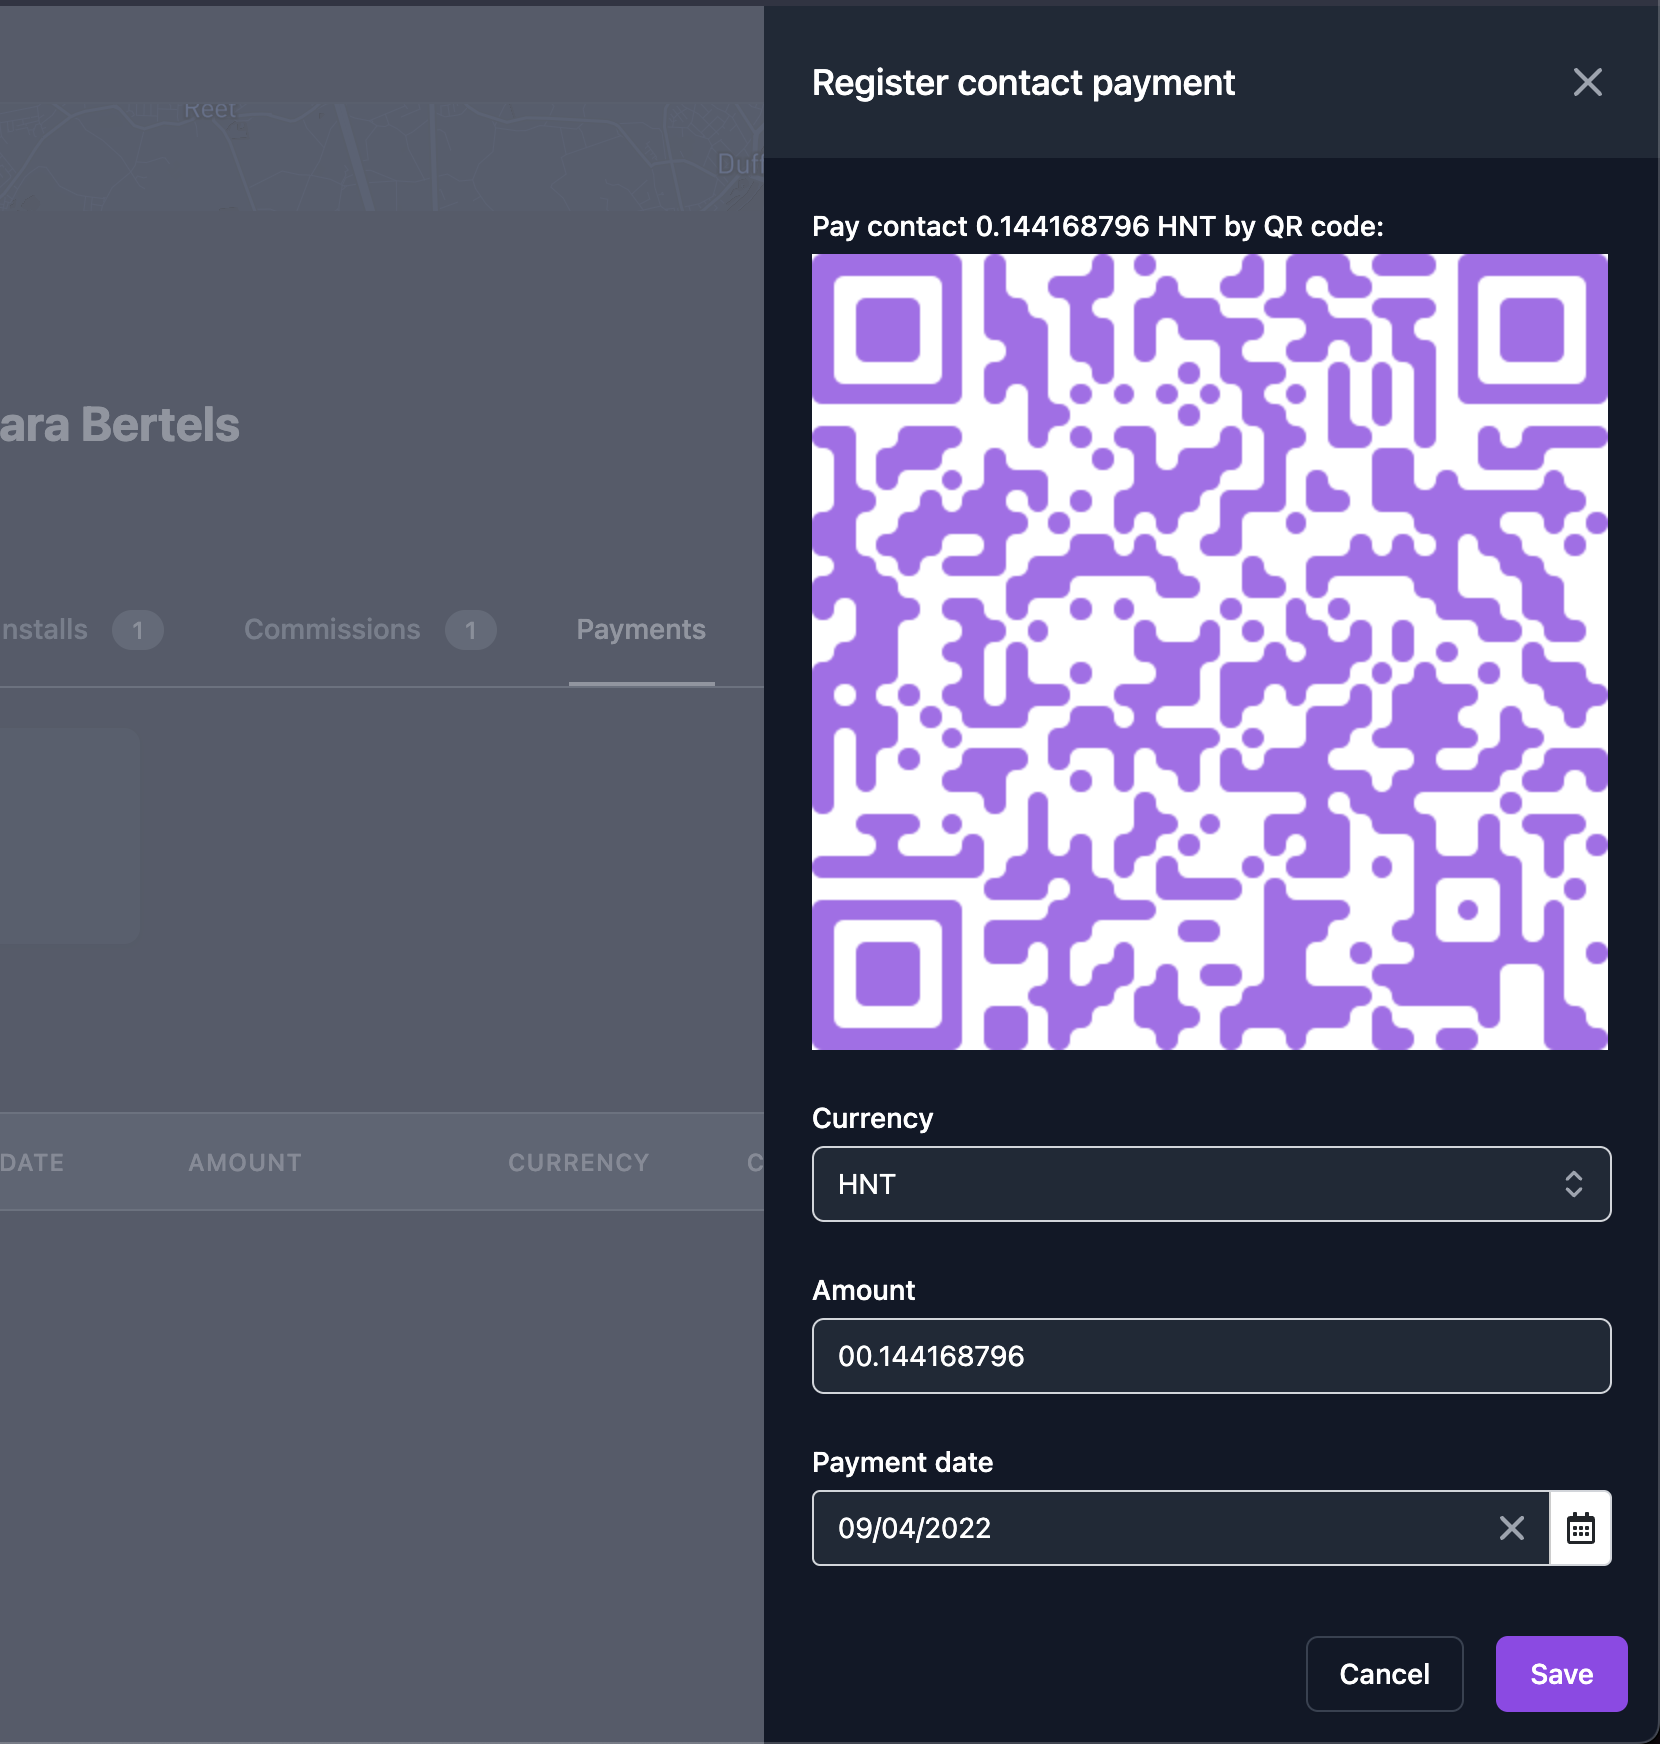 Register contact payment
Reet
Duff
Pay contact 0.144168796 HNT by QR code:
ara Bertels
nstalls 1 Commissions 1 Payments
DATE AMOUNT CURRENCY C
Currency
HNT
Amount
00.144168796
Payment date
09/04/2022
Cancel Save